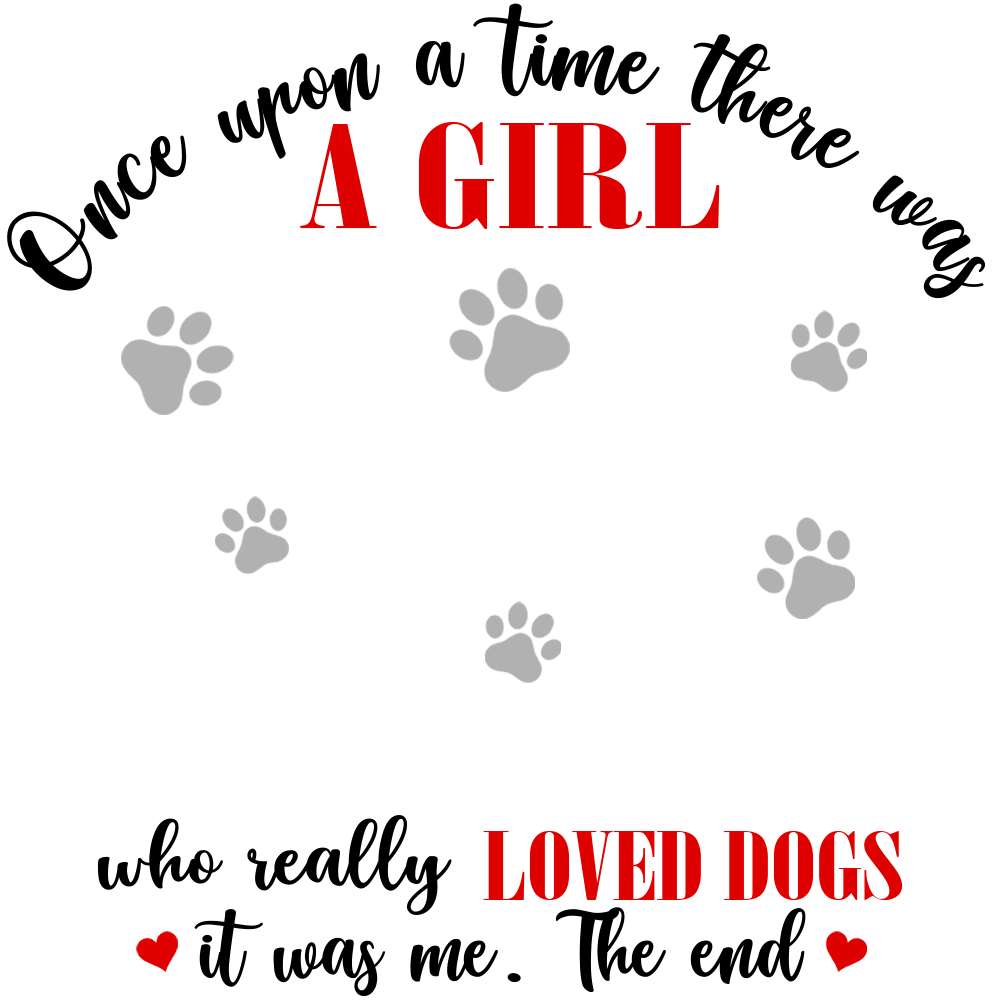 Once upon a time there was
A GIRL
who really LOVED DOGS
it was me. The end